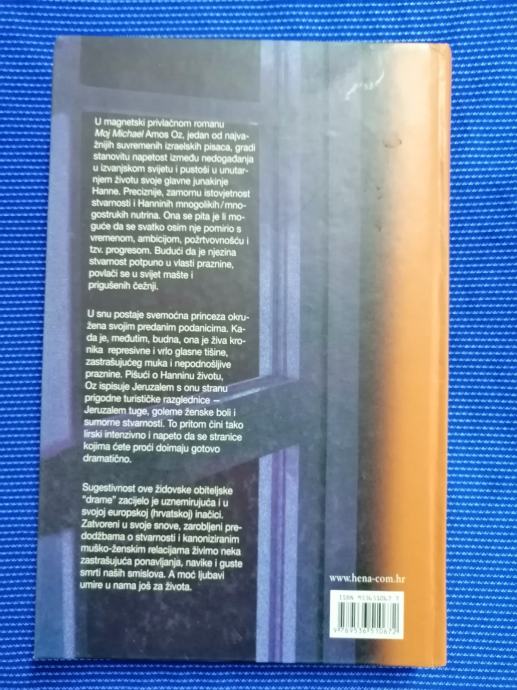 U magnetski privlačnom romanu
Moj Michael Amos Oz, jedan od najva-
žnijih suvremenih izraelskih pisaca, gradi
stanovitu napetost između nedogađanja
u izvanjskom svijetu i pustoši u unutar-
njem životu svoje glavne junakinje
Hanne. Preciznije, zamornu istovjetnost
stvarnosti i Hanninih mnogolikih/mno-
gostrukih nutrina. Ona se pita je li mo-
guće da se svatko osim nje pomirio s
vremenom, ambicijom, požrtvovnošću i
tzv. progresom. Budući da je njezina
stvarnost potpuno u vlasti praznine,
povlači se u svijet mašte i
prigušenih čežnji.
U snu postaje svemoćna princeza okru-
žena svojim predanim podanicima. Ka-
da je, međutim, budna, ona je živa kro-
nika represivne i vrlo glasne tišine,
zastrašujućeg muka i nepodnošljive
praznine. Pišući o Hanninu životu,
Oz ispisuje Jeruzalem s onu stranu
prigodne turističke razglednice –
Jeruzalem tuge, goleme ženske boli i
sumorne stvarnosti. To pritom čini tako
lirski intenzivno i napeto da se stranice
kojima ćete proći doimaju gotovo
dramatično.
Sugestivnost ove židovske obiteljske
"drame" zacijelo je uznemirujuća i u
svojoj europskoj (hrvatskoj) inačici.
Zatvoreni u svoje snove, zarobljeni pre-
dodžbama o stvarnosti i kanoniziranim
muško-ženskim relacijama živimo neka
zastrašujuća ponavljanja, navike i guste
smrti naših smislova. A moć ljubavi
umire u nama još za života.
www.hena-com.hr
ISBN 953651067 7
9 789536 510672